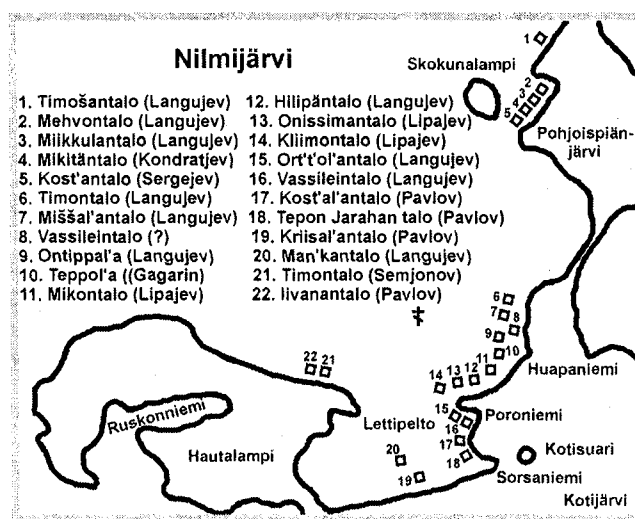 Nilmijärvi
1. Timošantalo (Langujev)
2. Mehvontalo (Langujev)
3. Miikkulantalo (Langujev)
4. Mikitäntalo (Kondratjev)
5. Kost'antalo (Sergejev)
6. Timontalo (Langujev)
7. Miššal'antalo (Langujev)
8. Vassileintalo (?)
9. Ontippal'a (Langujev)
10. Teppol'a ((Gagarin)
11. Mikontalo (Lipajev)
12. Hilipäntalo (Langujev)
13. Onissimantalo (Lipajev)
14. Kliimontalo (Lipajev)
15. Ort't'ol'antalo (Langujev)
16. Vassileintalo (Langujev)
17. Kost'al'antalo (Pavlov)
18. Tepon Jarahan talo (Pavlov)
19. Kriisal'antalo (Pavlov)
20. Man'kantalo (Langujev)
21. Timontalo (Semjonov)
22. Iivanantalo (Pavlov)
1
Skokunalampi
2
3
4
5
Pohjoispiän-
järvi
6
7
8
9
10
11
Huapaniemi
22 21
14 13 12
Ruskonniemi
Lettipelto
15
Poroniemi
16
Hautalampi
20
17
Kotisuari
18
19
Sorsaniemi
Kotijärvi